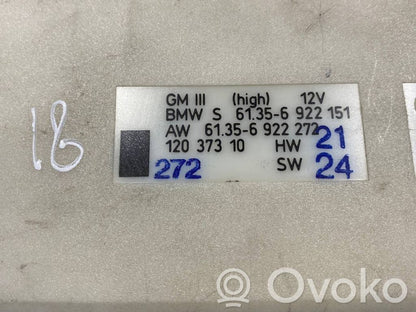 18
GM III (high) 12V
BMW S 61.35-6 922 151
AW 61.35-6 922 272
120 373 10 HW 21
272 SW 24
Ovoko